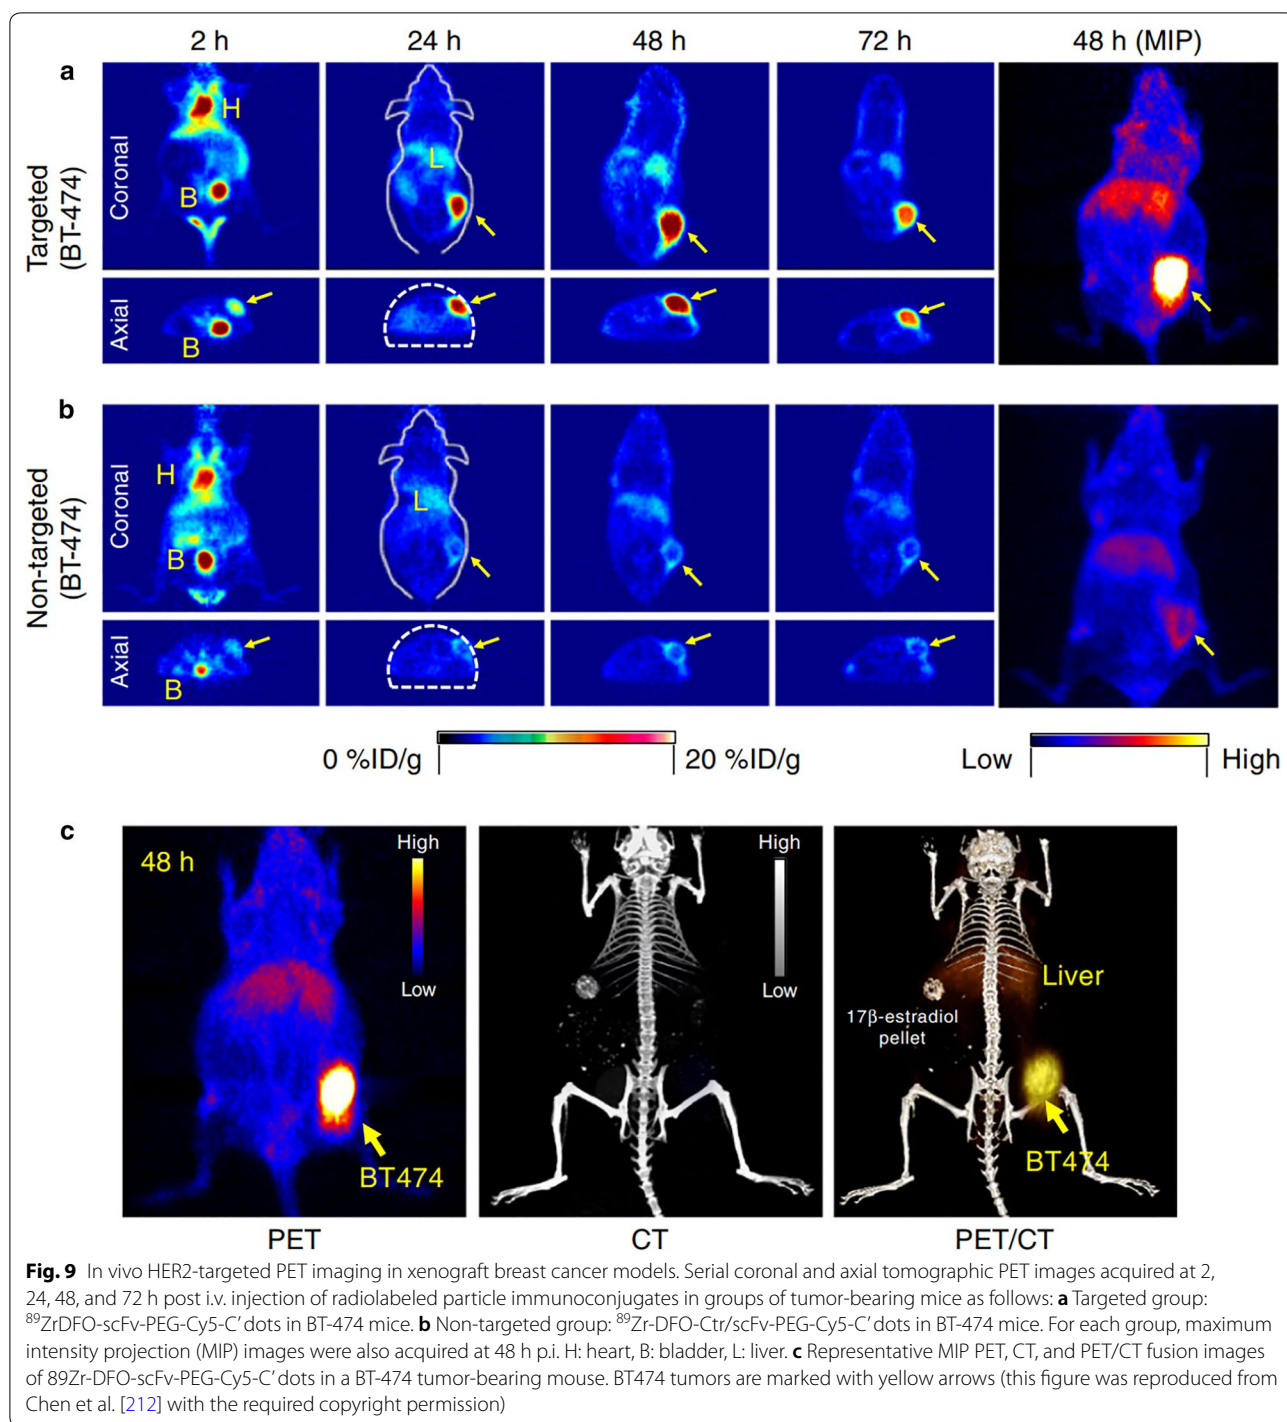 2 h 24 h 48 h 72 h 48 h (MIP)
a
Targeted
(BT-474)
Coronal
H
B
L
Axial
B
b
Non-targeted
(BT-474)
Coronal
H
B
L
Axial
B
0 %ID/g 20 %ID/g Low High
c
48 h
High
Low
BT474
High
Low
Liver
17β-estradiol
pellet
BT474
PET CT PET/CT
Fig. 9 In vivo HER2-targeted PET imaging in xenograft breast cancer models. Serial coronal and axial tomographic PET images acquired at 2,
24, 48, and 72 h post i.v. injection of radiolabeled particle immunoconjugates in groups of tumor-bearing mice as follows: a Targeted group:
⁸⁹ZrDFO-scFv-PEG-Cy5-C’ dots in BT-474 mice. b Non-targeted group: ⁸⁹Zr-DFO-Ctr/scFv-PEG-Cy5-C’ dots in BT-474 mice. For each group, maximum
intensity projection (MIP) images were also acquired at 48 h p.i. H: heart, B: bladder, L: liver. c Representative MIP PET, CT, and PET/CT fusion images
of 89Zr-DFO-scFv-PEG-Cy5-C’ dots in a BT-474 tumor-bearing mouse. BT474 tumors are marked with yellow arrows (this figure was reproduced from
Chen et al. [212] with the required copyright permission)